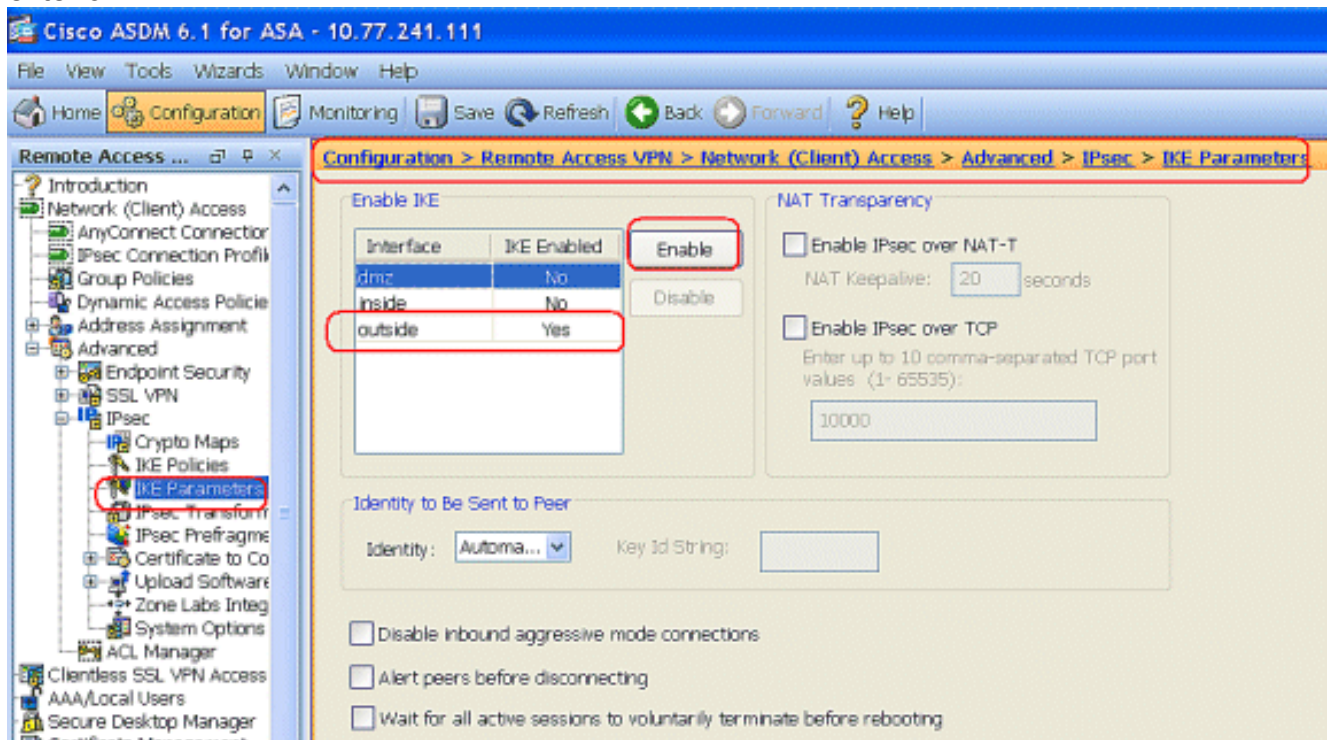 Cisco ASDM 6.1 for ASA - 10.77.241.111
File View Tools Wizards Window Help
Home Configuration Monitoring Save Refresh Back Forward Help
Remote Access ...
Configuration > Remote Access VPN > Network (Client) Access > Advanced > IPsec > IKE Parameters
Introduction
Network (Client) Access
AnyConnect Connection
IPsec Connection Profil
Group Policies
Dynamic Access Policie
Address Assignment
Advanced
Endpoint Security
SSL VPN
IPsec
Crypto Maps
IKE Policies
IKE Parameters
IPsec Transform
IPsec Prefragme
Certificate to Co
Upload Software
Zone Labs Integ
System Options
ACL Manager
Clientless SSL VPN Access
AAA/Local Users
Secure Desktop Manager
Enable IKE
Interface IKE Enabled
dmz No
inside No
outside Yes
Enable
Disable
NAT Transparency
Enable IPsec over NAT-T
NAT Keepalive: 20 seconds
Enable IPsec over TCP
Enter up to 10 comma-separated TCP port
values (1- 65535):
10000
Identity to Be Sent to Peer
Identity: Automa... Key Id String:
Disable inbound aggressive mode connections
Alert peers before disconnecting
Wait for all active sessions to voluntarily terminate before rebooting